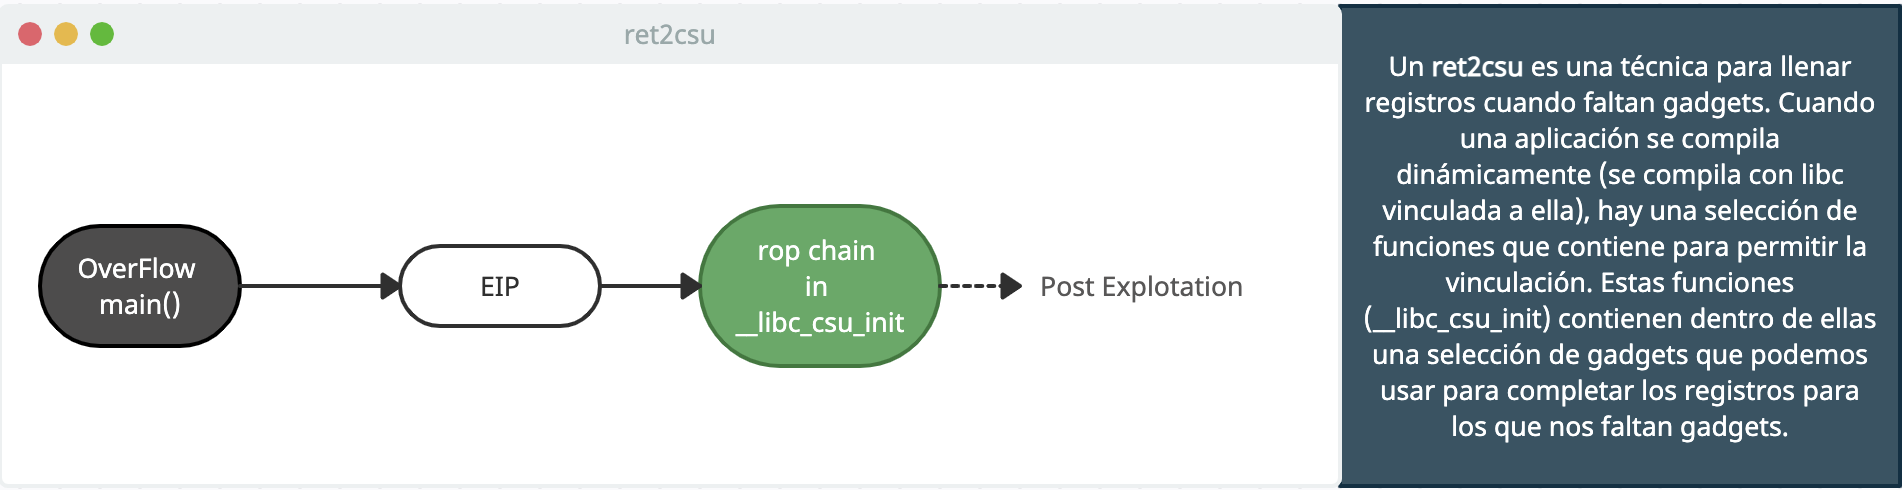 ret2csu
OverFlow
main()
EIP
rop chain
in
__libc_csu_init
Post Explotation
Un ret2csu es una técnica para llenar
registros cuando faltan gadgets. Cuando
una aplicación se compila
dinámicamente (se compila con libc
vinculada a ella), hay una selección de
funciones que contiene para permitir la
vinculación. Estas funciones
(__libc_csu_init) contienen dentro de ellas
una selección de gadgets que podemos
usar para completar los registros para
los que nos faltan gadgets.